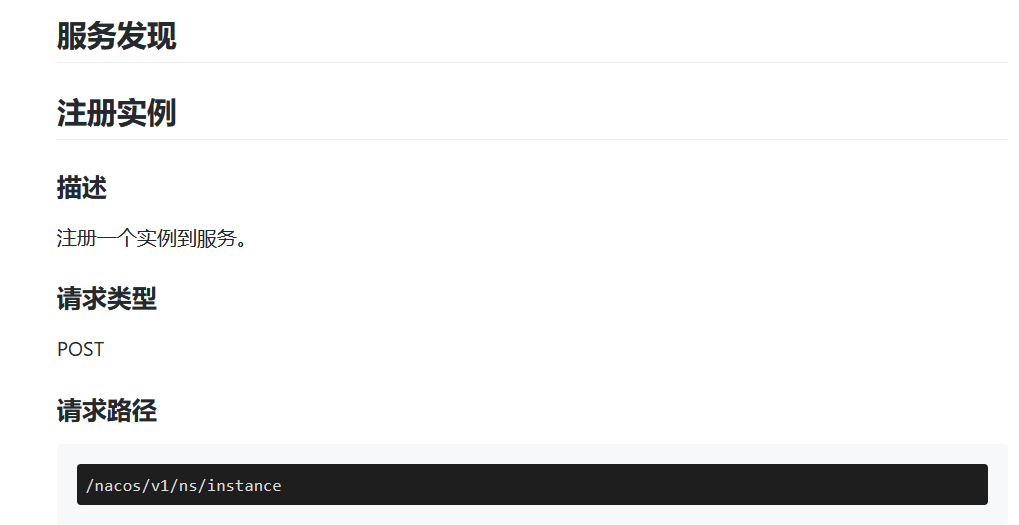 服务发现
注册实例
描述
注册一个实例到服务。
请求类型
POST
请求路径
/nacos/v1/ns/instance